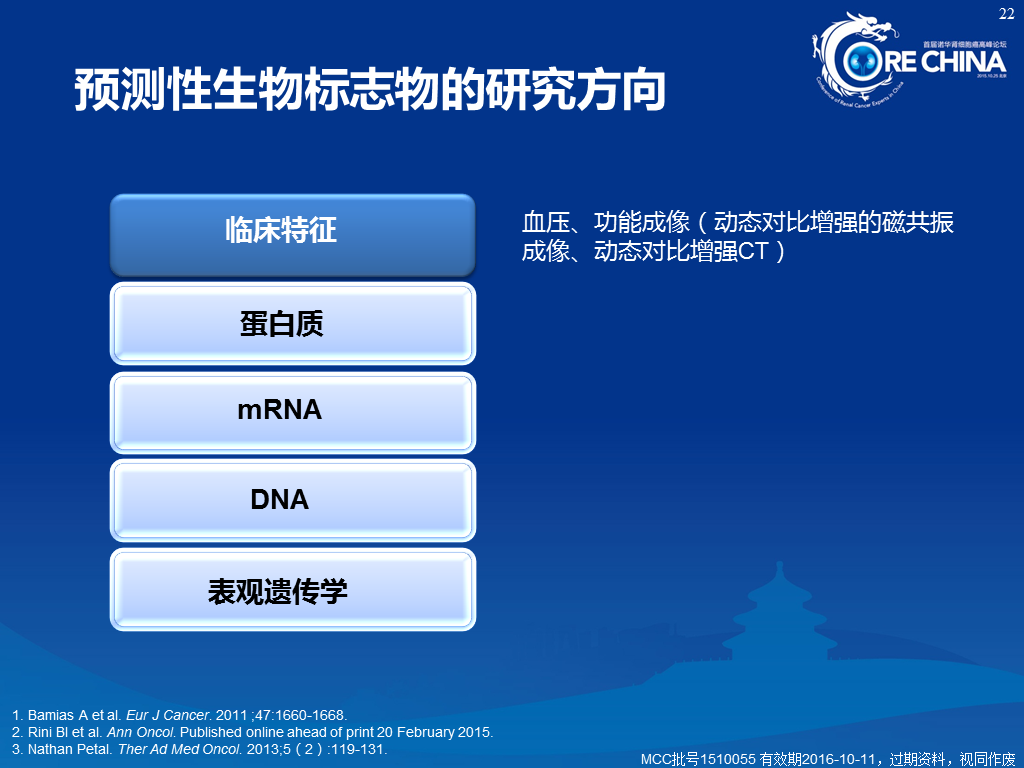 22
首届诺华肾细胞癌高峰论坛
ORE CHINA
2015.10.25 北京
Conference of Renal Cancer Experts in China
预测性生物标志物的研究方向
临床特征
血压、功能成像（动态对比增强的磁共振
成像、动态对比增强CT）
蛋白质
mRNA
DNA
表观遗传学
1. Bamias A et al. Eur J Cancer. 2011 ;47:1660-1668.
2. Rini BI et al. Ann Oncol. Published online ahead of print 20 February 2015.
3. Nathan Petal. Ther Ad Med Oncol. 2013;5（2）:119-131.
MCC批号1510055 有效期2016-10-11，过期资料，视同作废